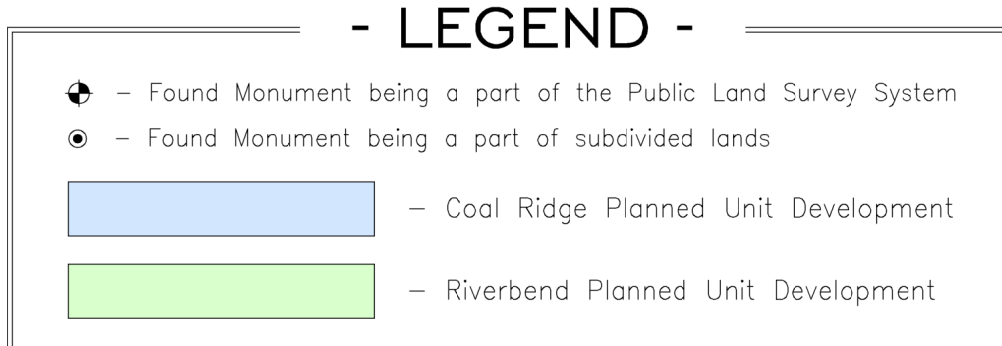 - LEGEND -
– Found Monument being a part of the Public Land Survey System
– Found Monument being a part of subdivided lands
– Coal Ridge Planned Unit Development
– Riverbend Planned Unit Development